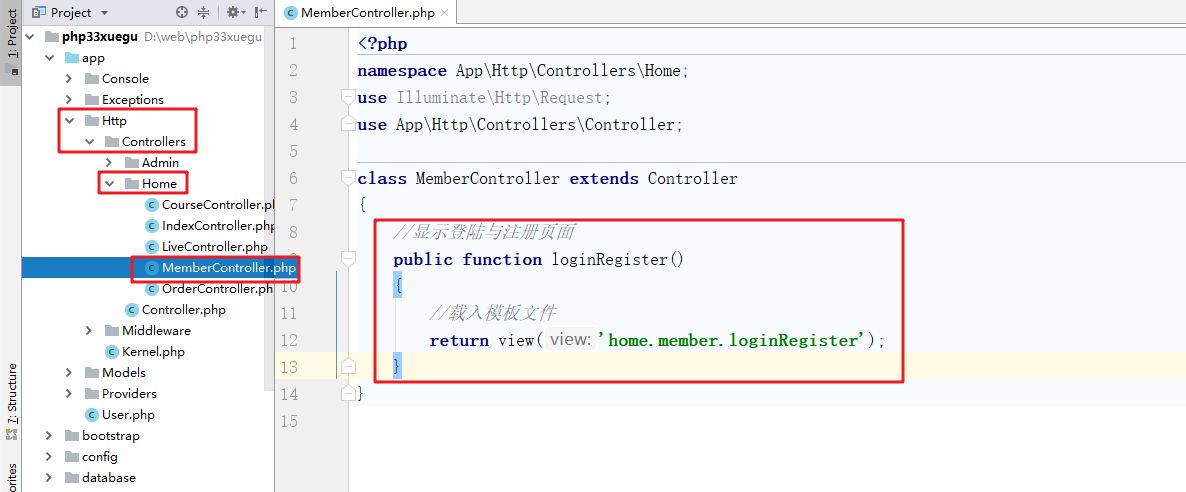 1: Project
7: Structure
orites
Project
php33xuegu D:\web\php33xuegu
app
Console
Exceptions
Http
Controllers
Admin
Home
CourseController.p
IndexController.php
LiveController.php
MemberController.php
OrderController.ph
Controller.php
Middleware
Kernel.php
Models
Providers
User.php
bootstrap
config
database
MemberController.php
1 <?php
2 namespace App\Http\Controllers\Home;
3 use Illuminate\Http\Request;
4 use App\Http\Controllers\Controller;
5
6 class MemberController extends Controller
7 {
8 //显示登陆与注册页面
9 public function loginRegister()
10 {
11 //载入模板文件
12 return view( view: 'home.member.loginRegister');
13 }
14 }
15